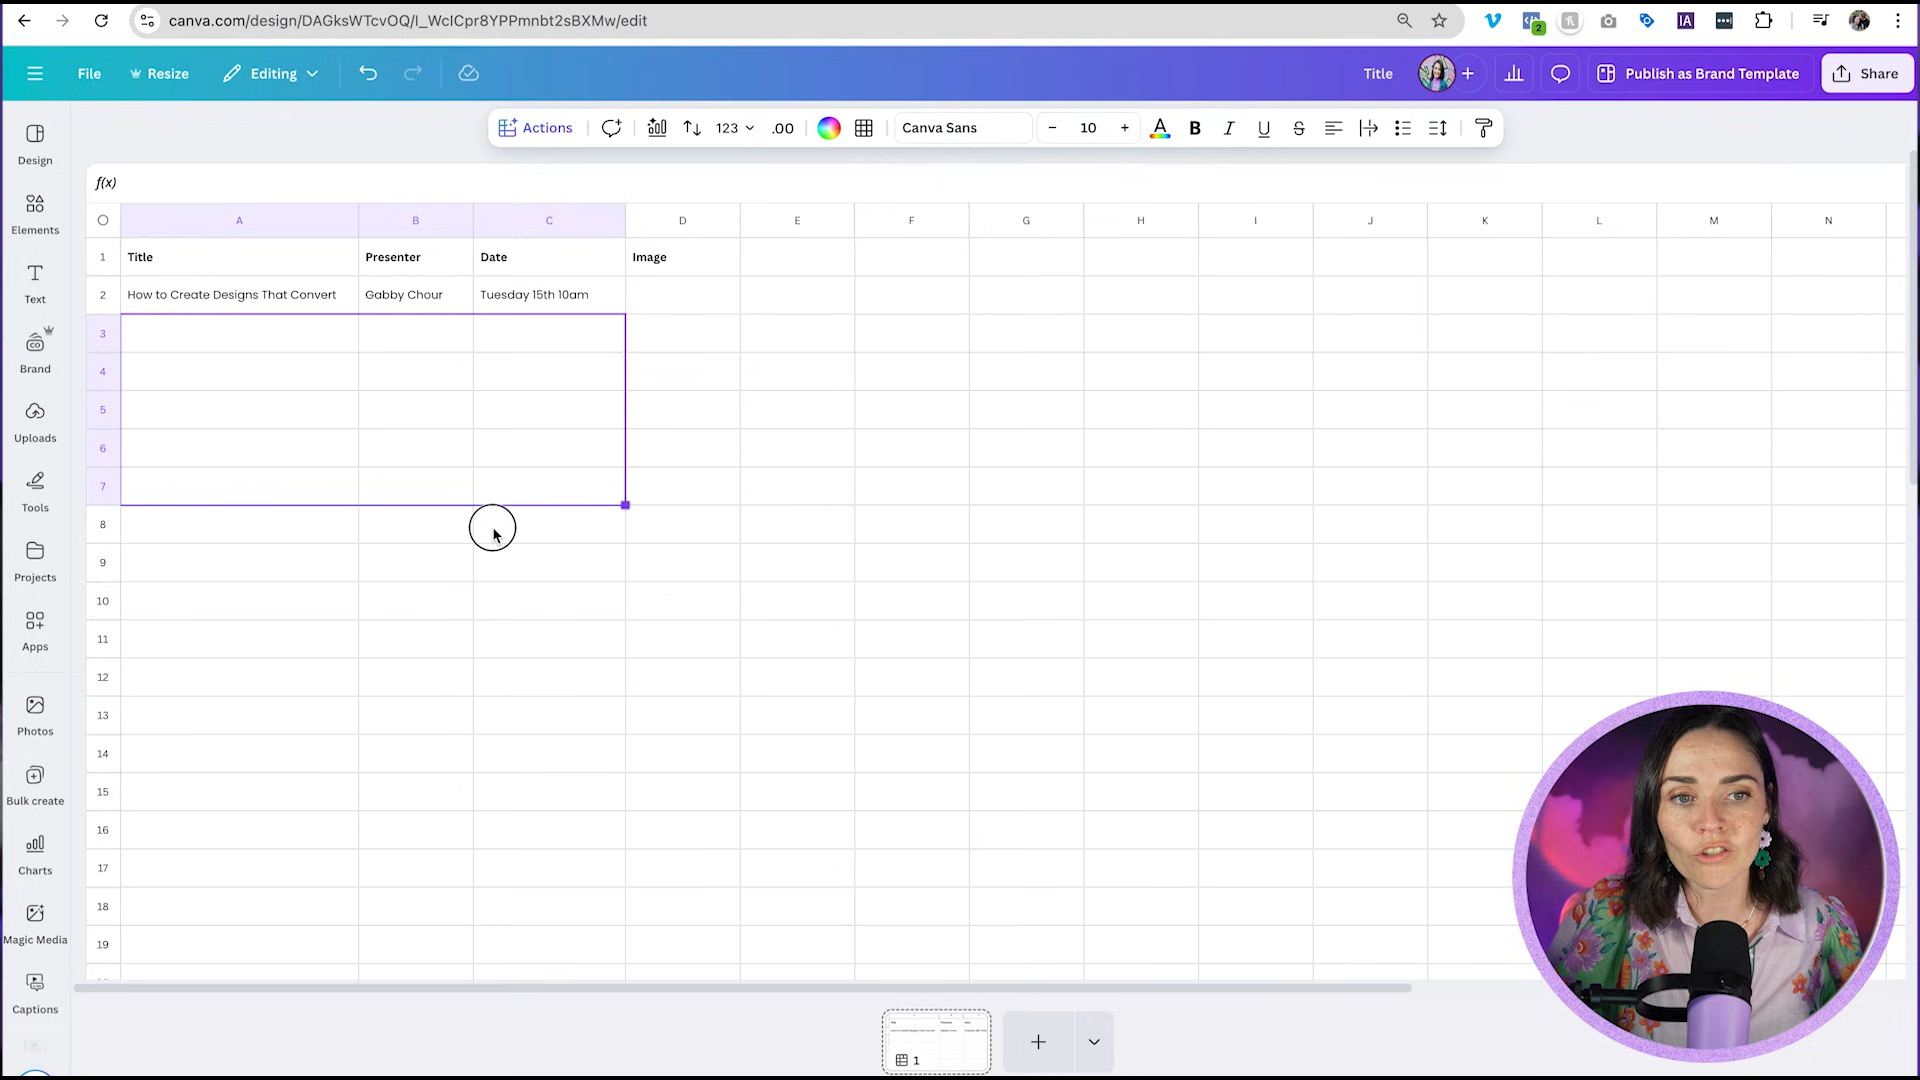 canva.com/design/DAGksWTcvOQ/I_WcICpr8YPPmnbt2sBXMw/edit
2
IA
File
Resize
Editing
Title
Publish as Brand Template
Share
Actions
123
.00
Canva Sans
10
A
B
I
U
S
f(x)
A B C D E F G H I J K L M N
1 Title Presenter Date Image
2 How to Create Designs That Convert Gabby Chour Tuesday 15th 10am
3
4
5
6
7
8
9
10
11
12
13
14
15
16
17
18
19
Design
Elements
Text
Brand
Uploads
Tools
Projects
Apps
Photos
Bulk create
Charts
Magic Media
Captions
1